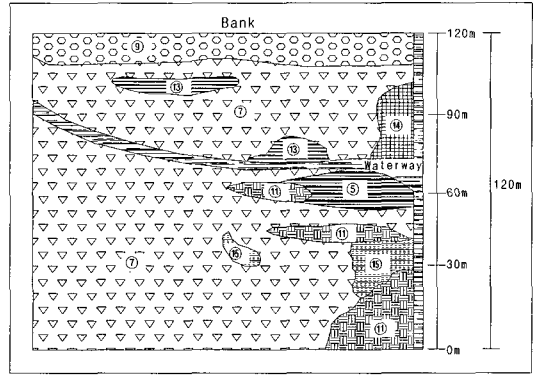 Bank
120m
⑨
⑬
⑦
90m
⑭
⑬
Waterway
⑪
⑤
60m
120m
⑪
⑮
⑦
⑮
30m
⑪
0m